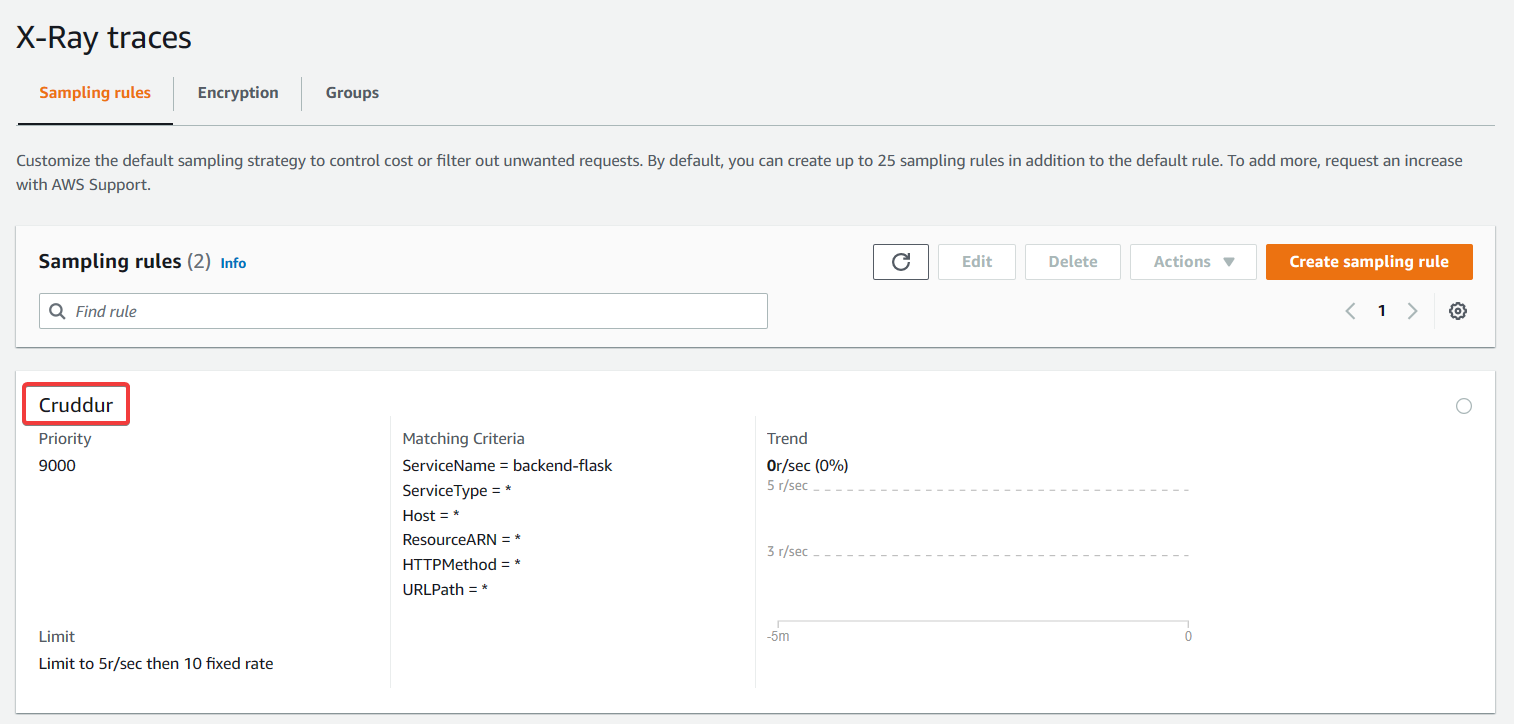 X-Ray traces
Sampling rules
Encryption
Groups
Customize the default sampling strategy to control cost or filter out unwanted requests. By default, you can create up to 25 sampling rules in addition to the default rule. To add more, request an increase
with AWS Support.
Sampling rules (2) Info
Edit
Delete
Actions
Create sampling rule
Find rule
1
Cruddur
Priority
9000
Limit
Limit to 5r/sec then 10 fixed rate
Matching Criteria
ServiceName = backend-flask
ServiceType = *
Host = *
ResourceARN = *
HTTPMethod = *
URLPath = *
Trend
0r/sec (0%)
5 r/sec
3 r/sec
-5m
0